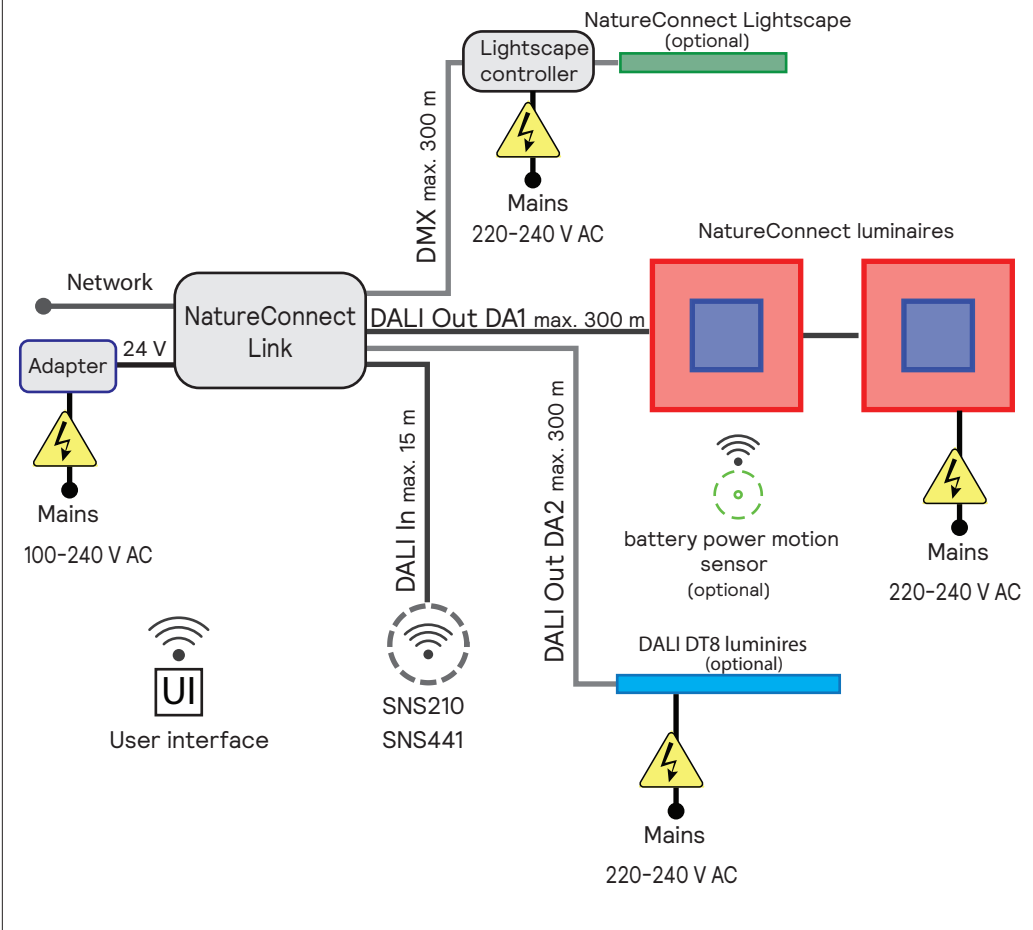 NatureConnect Lightscape
(optional)
Lightscape
controller
DMX max. 300 m
Mains
220-240 V AC
NatureConnect luminaires
Network
NatureConnect
Link
DALI Out DA1 max. 300 m
24 V
Adapter
Mains
100-240 V AC
DALI In max. 15 m
DALI Out DA2 max. 300 m
battery power motion
sensor
(optional)
Mains
220-240 V AC
UI
User interface
SNS210
SNS441
DALI DT8 luminires
(optional)
Mains
220-240 V AC